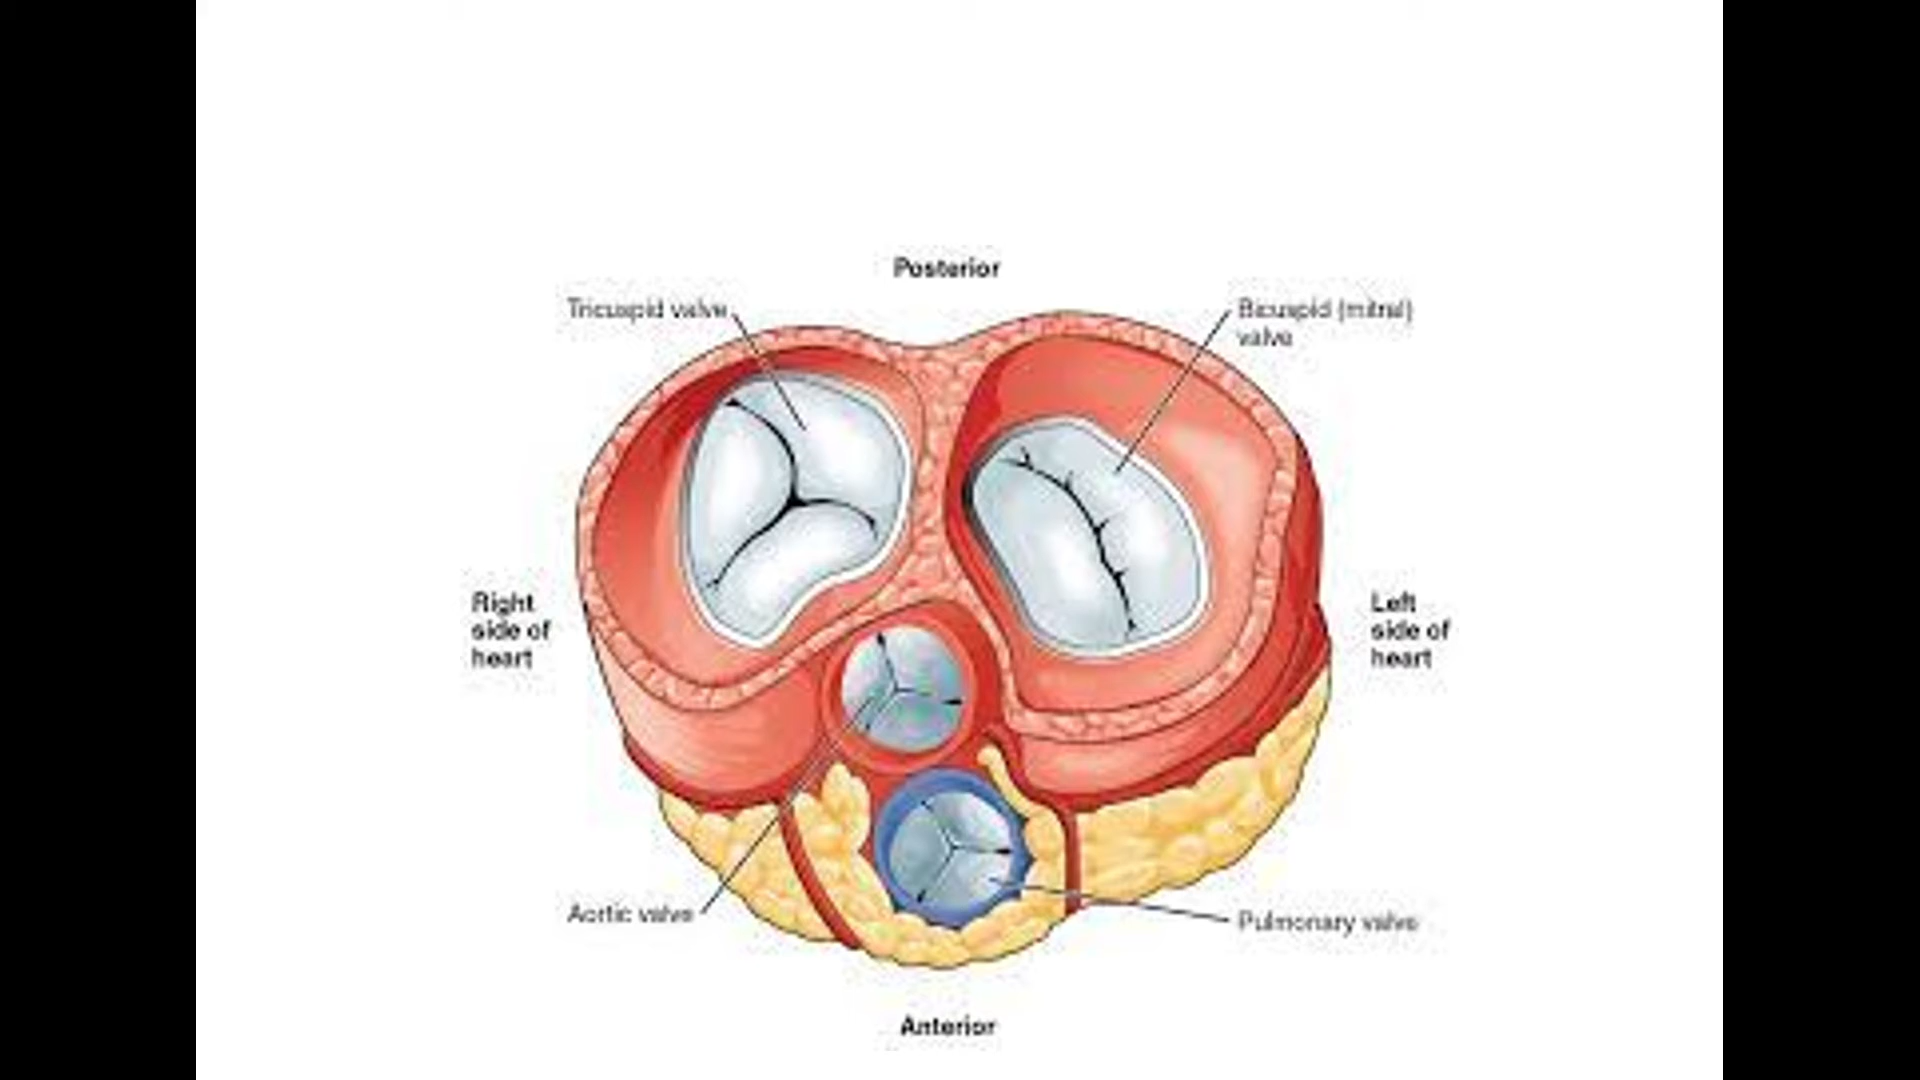 Posterior
Tricuspid valve
Bicuspid (mitral)
valve
Right
side of
heart
Left
side of
heart
Aortic valve
Pulmonary valve
Anterior